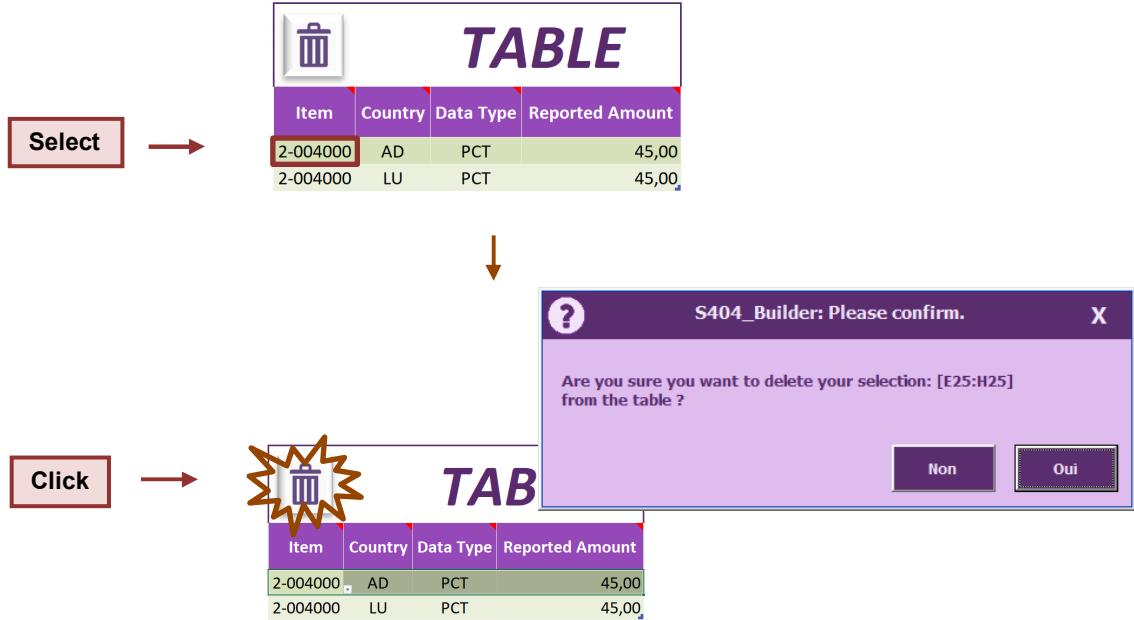 TABLE
Item Country Data Type Reported Amount
Select
2-004000 AD PCT 45,00
2-004000 LU PCT 45,00
? S404_Builder: Please confirm. X
Are you sure you want to delete your selection: [E25:H25]
from the table ?
Non Oui
Click
TAB
Item Country Data Type Reported Amount
2-004000 AD PCT 45,00
2-004000 LU PCT 45,00